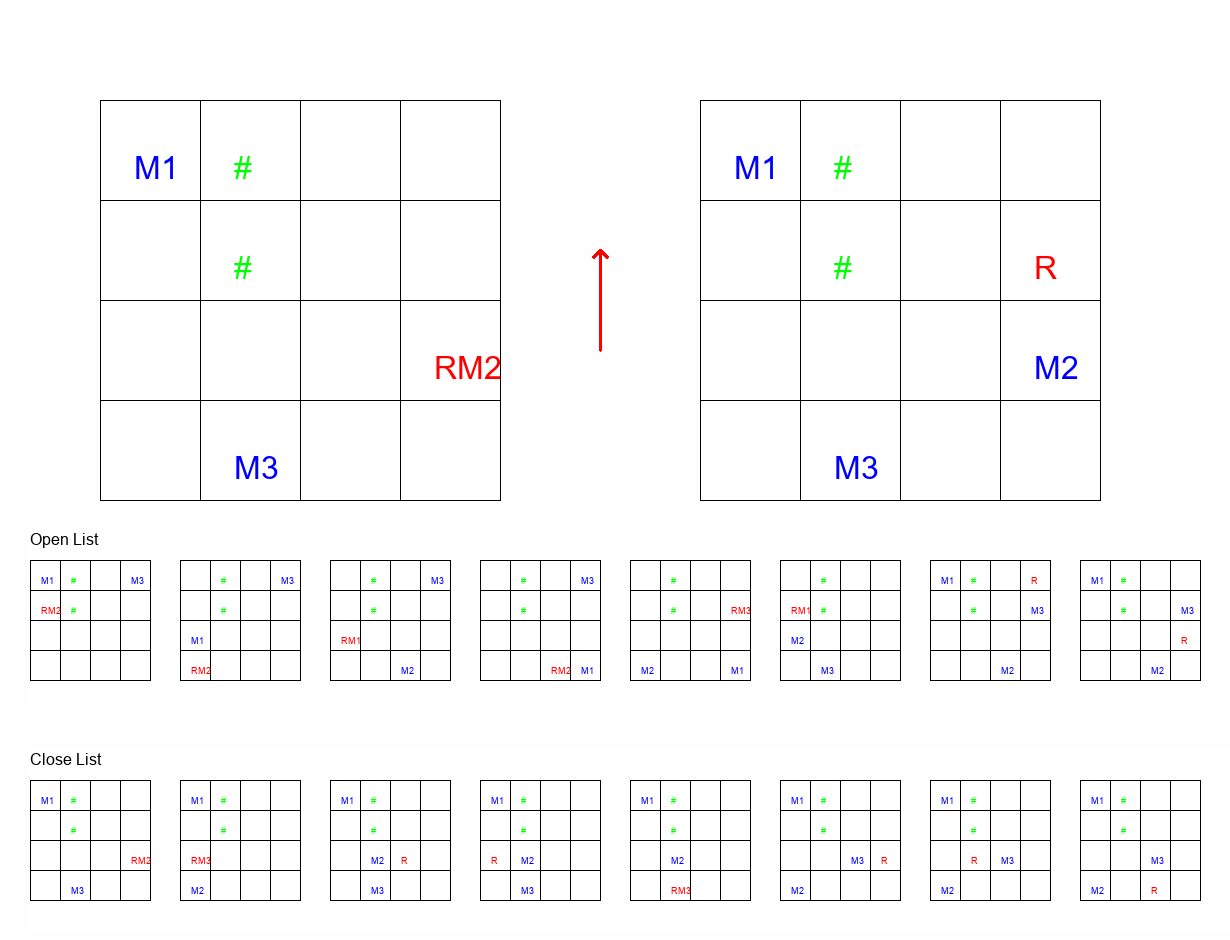 M1 # M1 #
# # R
RM2 M2
M3 M3
Open List
M1 # M3 # M3 # M3 # M3 # # M1 # R M1 #
RM2 # # # # # RM3 RM1 # # M3 # M3
M1 RM1 M2 R
RM2 M2 RM2 M1 M2 M1 M3 M2 M2
Close List
M1 # M1 # M1 # M1 # M1 # M1 # M1 # M1 #
# # # # # # # #
RM2 RM3 M2 R R M2 M2 M3 R R M3 M3
M3 M2 M3 M3 RM3 M2 M2 M2 R